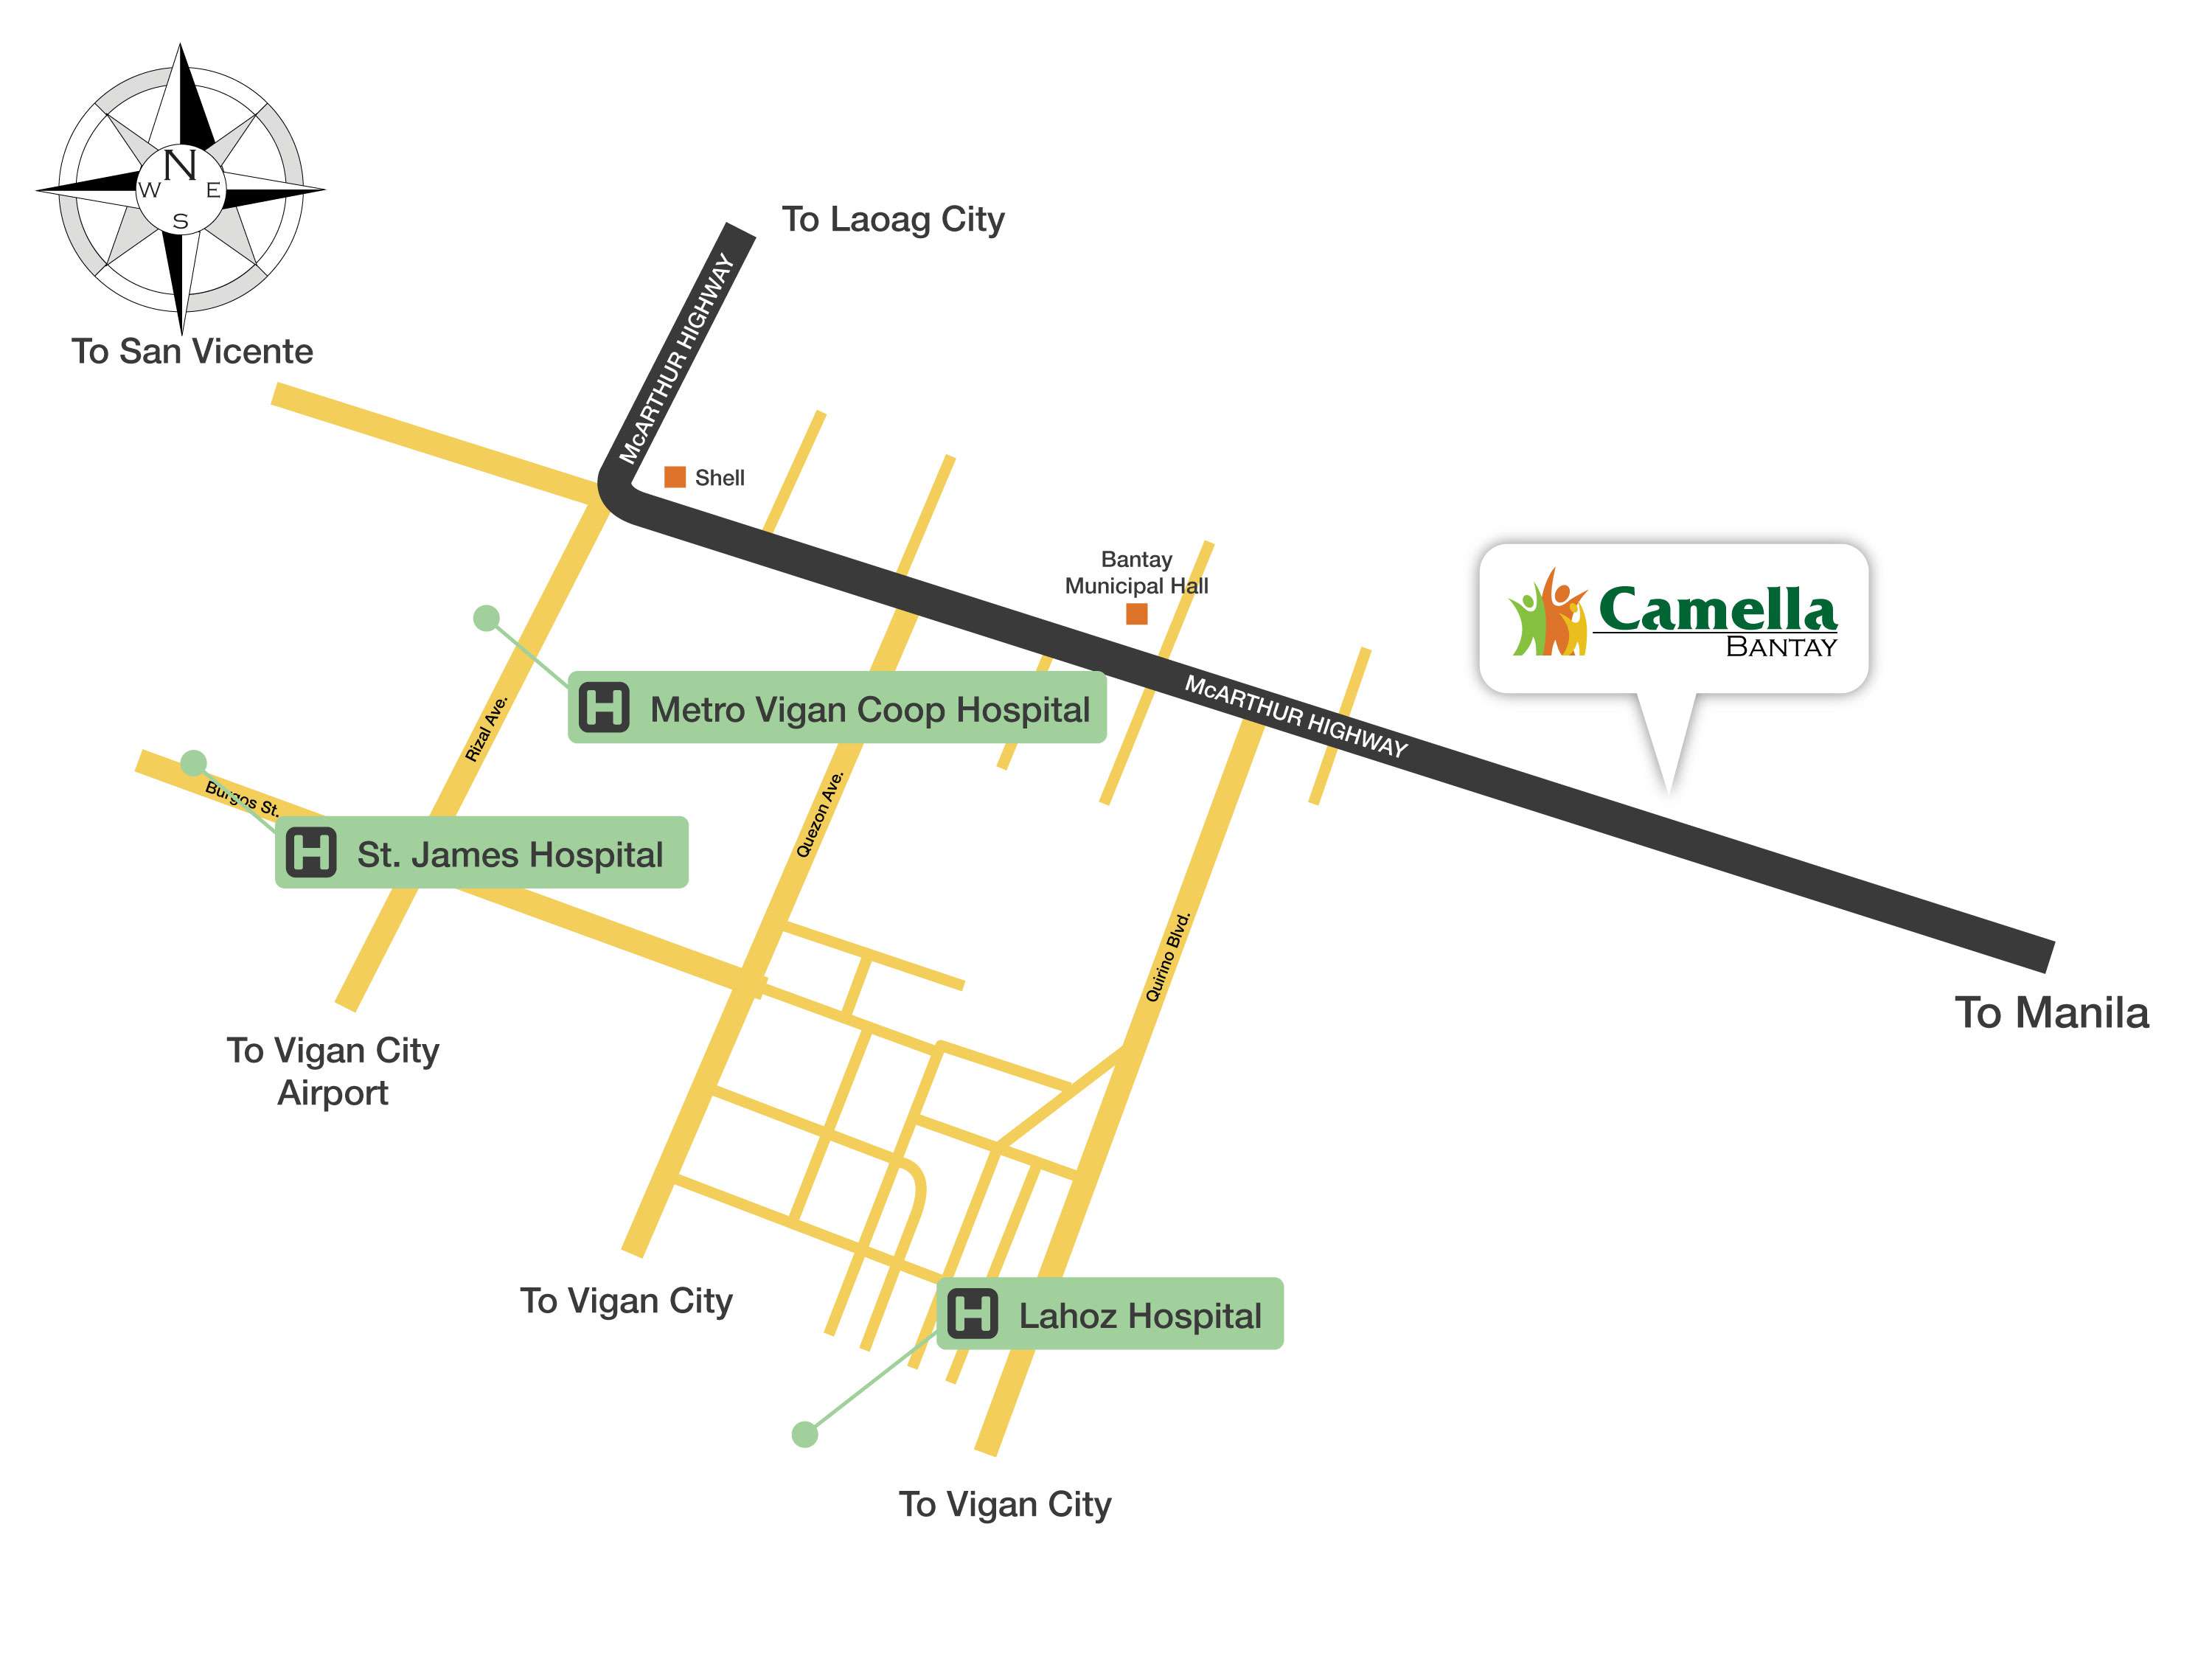 N
W E
S
To Laoag City
McARTHUR HIGHWAY
To San Vicente
Shell
Bantay
Municipal Hall
Camella
BANTAY
McARTHUR HIGHWAY
H Metro Vigan Coop Hospital
Rizal Ave.
Burgos St.
Quezon Ave.
H St. James Hospital
Quirino Blvd.
To Manila
To Vigan City
Airport
To Vigan City
H Lahoz Hospital
To Vigan City